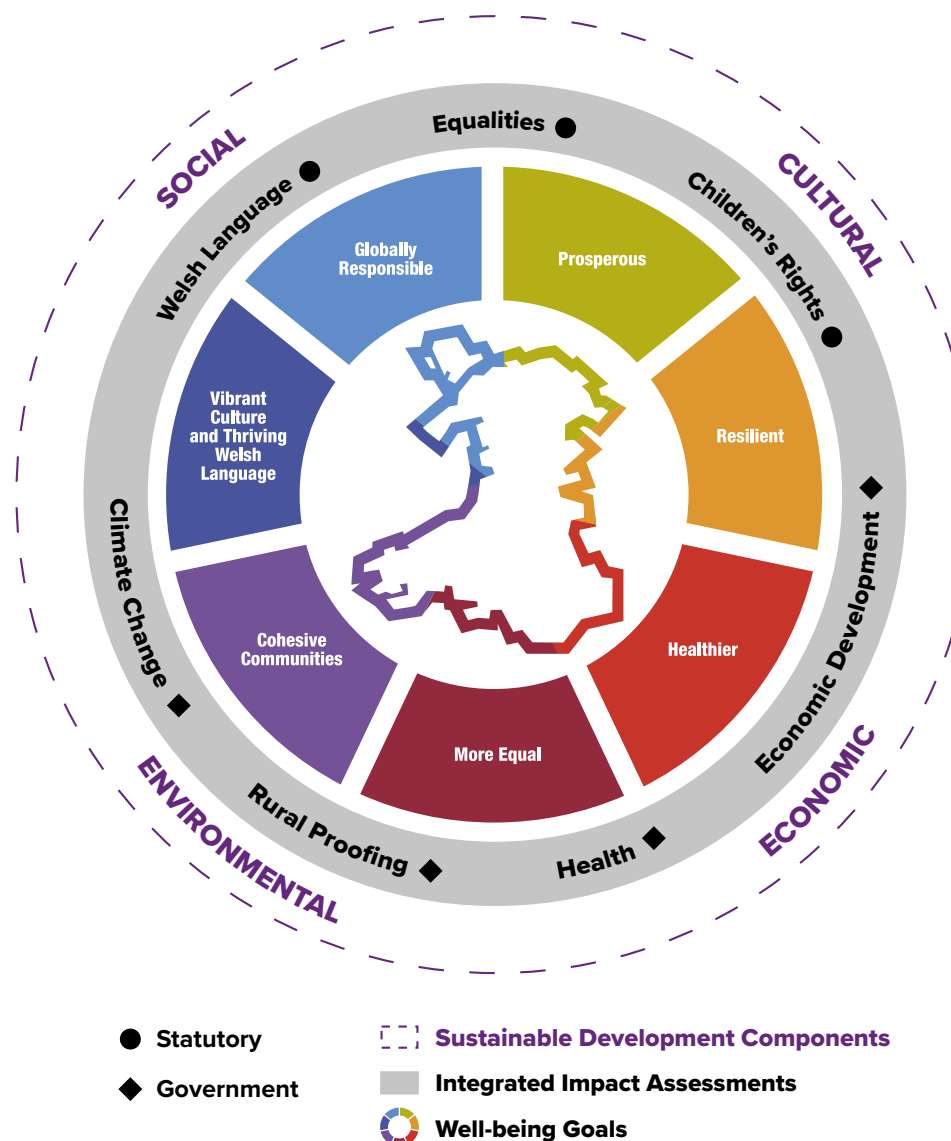 SOCIAL
CULTURAL
ECONOMIC
ENVIRONMENTAL
Equalities
Children’s Rights
Economic Development
Health
Rural Proofing
Climate Change
Welsh Language
Globally
Responsible
Prosperous
Resilient
Healthier
More Equal
Cohesive
Communities
Vibrant
Culture
and Thriving
Welsh
Language
Statutory
Government
Sustainable Development Components
Integrated Impact Assessments
Well-being Goals